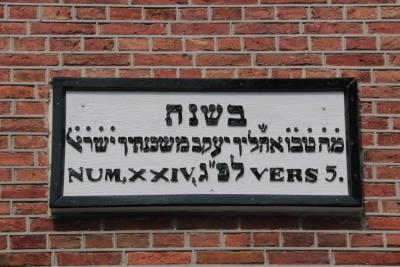 בשנת
מה טבו אהליך יעקב משכנתיך ישראל
לפ"ג
NUM, XXIV, VERS 5.